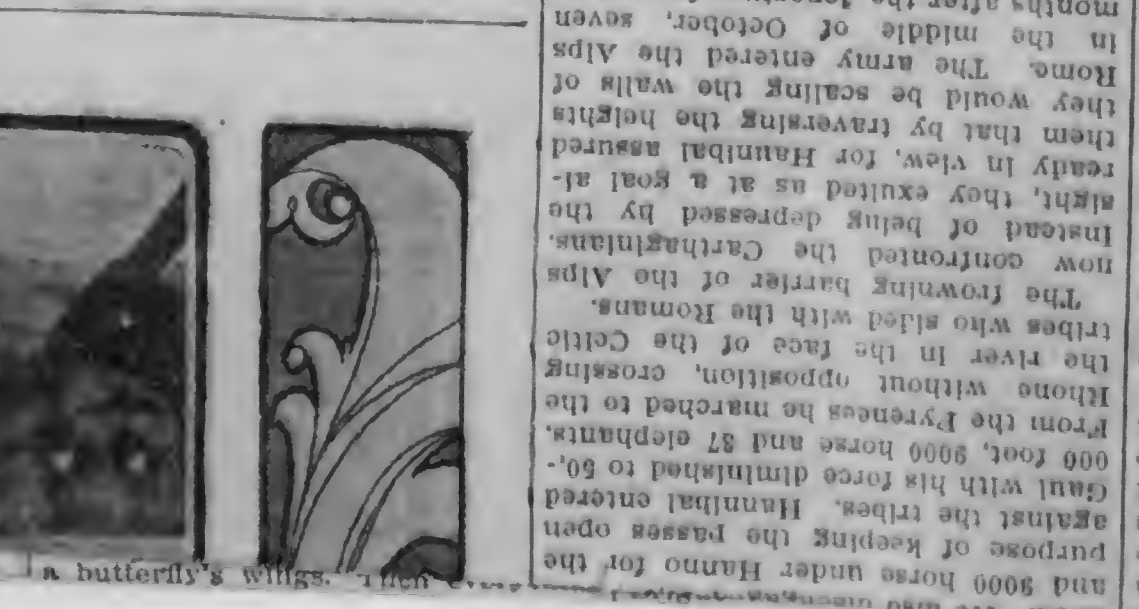 and 9000 horse under Hanno for the
purpose of keeping the passes open
against the tribes. Hannibal entered
Gaul with his force diminished to 50,-
000 foot, 9000 horse and 37 elephants.
From the Pyrenees he marched to the
Rhone without opposition, crossing
the river in the face of the Celtic
tribes who sided with the Romans.
The frowning barrier of the Alps
now confronted the Carthaginians.
Instead of being depressed by the
sight, they exulted as at a goal al-
ready in view, for Hannibal assured
them that by traversing the heights
they would be scaling the walls of
Rome. The army entered the Alps
in the middle of October, seven
months after the
a butterfly's wings. Then